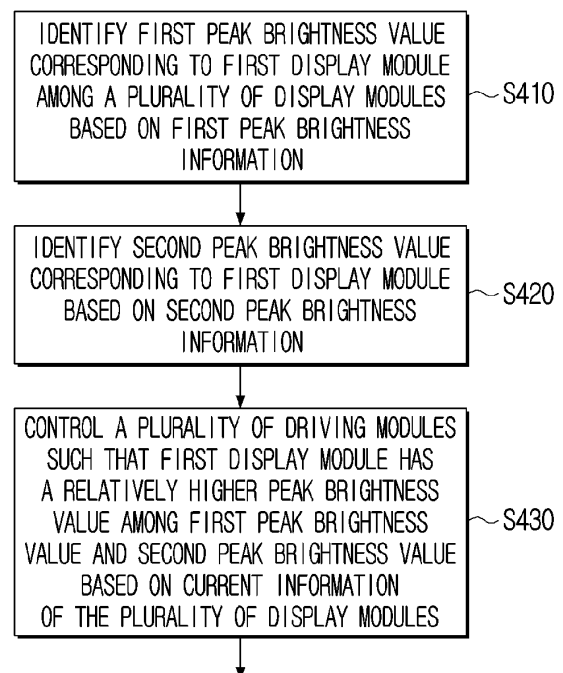 IDENTIFY FIRST PEAK BRIGHTNESS VALUE
CORRESPONDING TO FIRST DISPLAY MODULE
AMONG A PLURALITY OF DISPLAY MODULES
BASED ON FIRST PEAK BRIGHTNESS
INFORMATION
S410
IDENTIFY SECOND PEAK BRIGHTNESS VALUE
CORRESPONDING TO FIRST DISPLAY MODULE
BASED ON SECOND PEAK BRIGHTNESS
INFORMATION
S420
CONTROL A PLURALITY OF DRIVING MODULES
SUCH THAT FIRST DISPLAY MODULE HAS
A RELATIVELY HIGHER PEAK BRIGHTNESS
VALUE AMONG FIRST PEAK BRIGHTNESS
VALUE AND SECOND PEAK BRIGHTNESS VALUE
BASED ON CURRENT INFORMATION
OF THE PLURALITY OF DISPLAY MODULES
S430